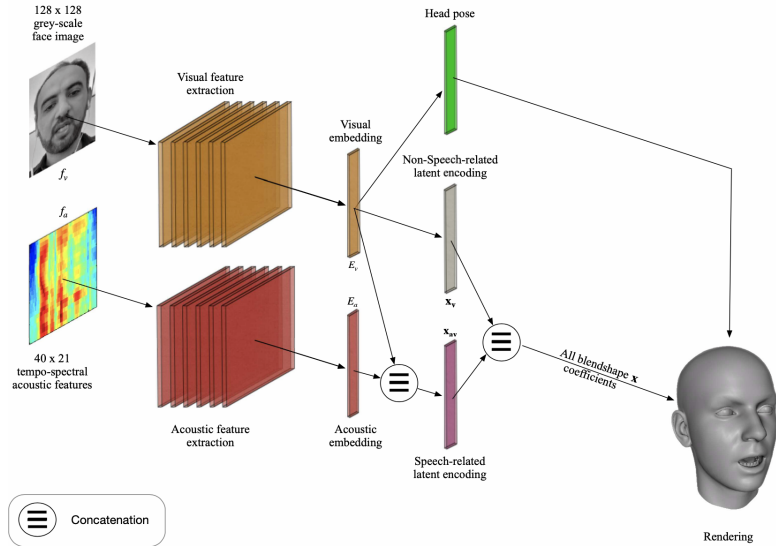 128 x 128
grey-scale
face image
f_v
f_a
40 x 21
tempo-spectral
acoustic features
Visual feature
extraction
Acoustic feature
extraction
Visual
embedding
E_v
E_a
Acoustic
embedding
Head pose
Non-Speech-related
latent encoding
x_v
x_av
Speech-related
latent encoding
All blendshape x
coefficients
Rendering
Concatenation